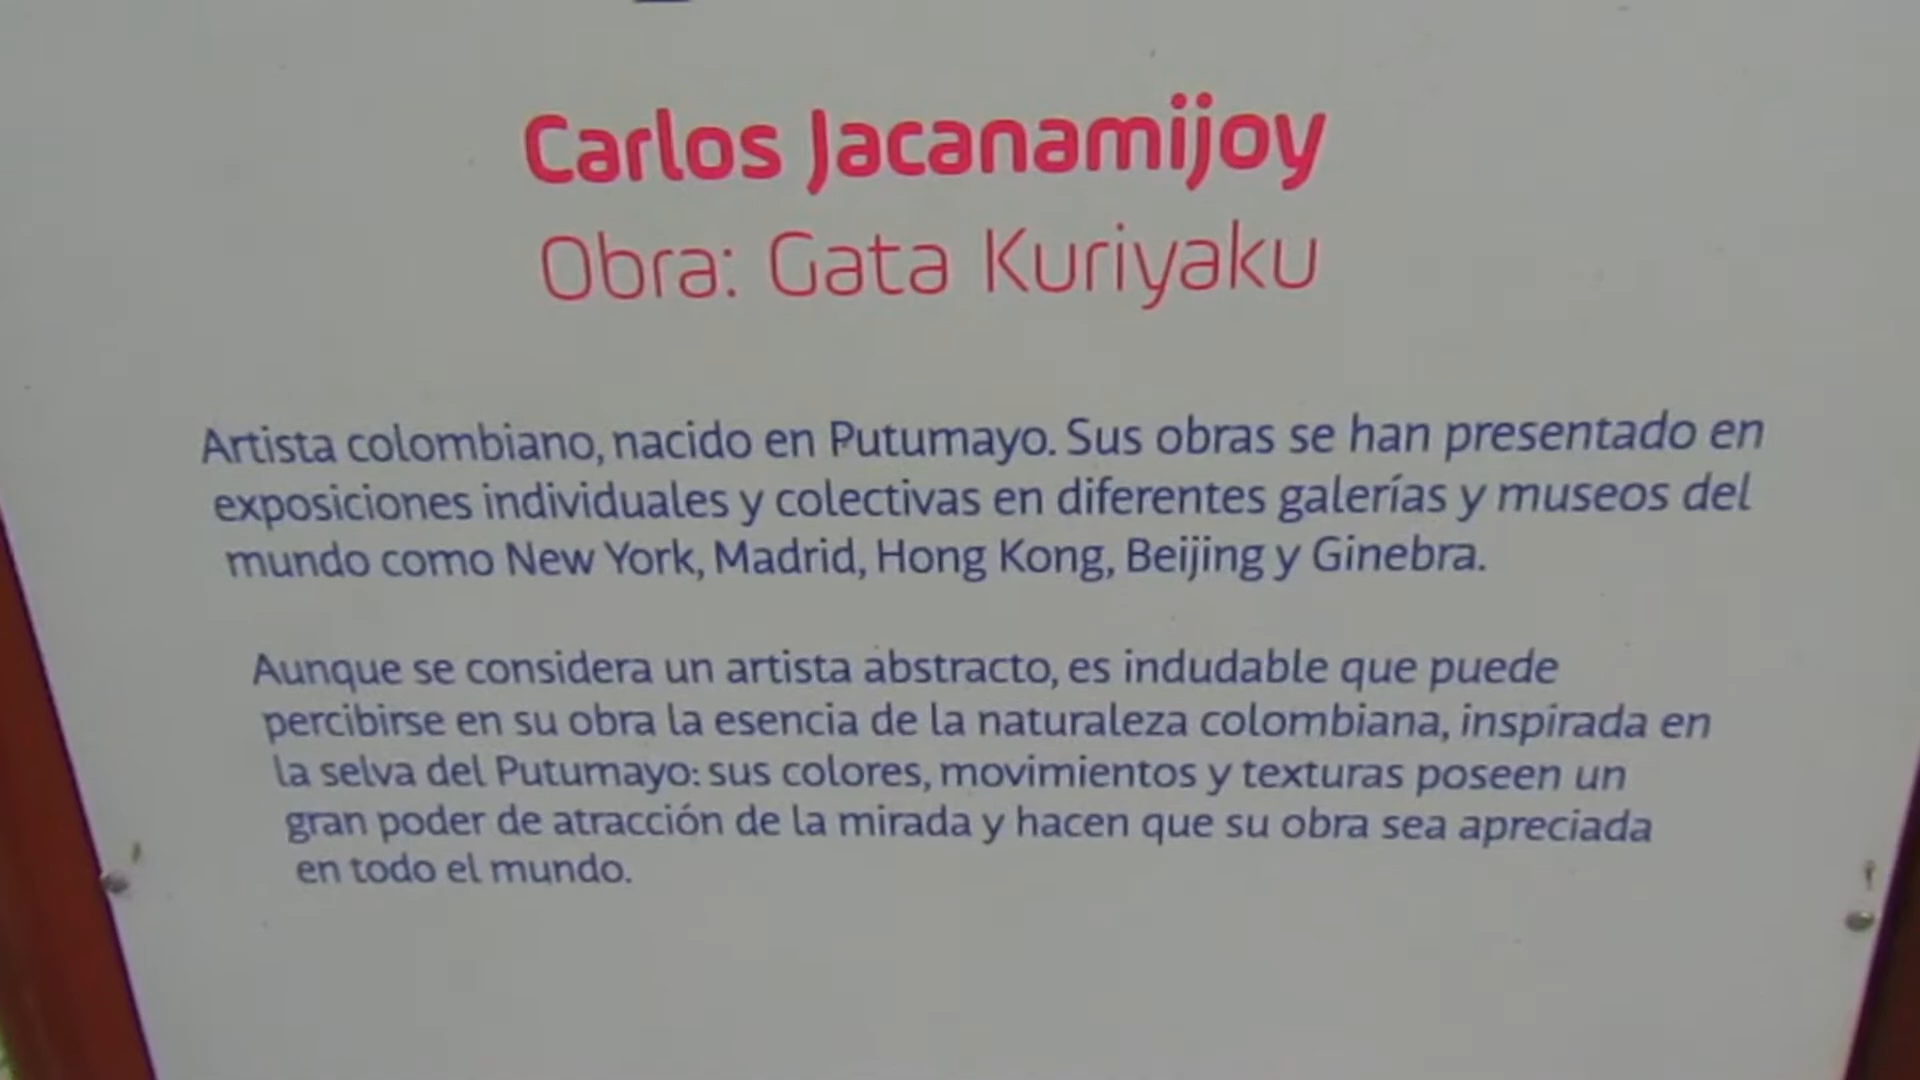 Carlos Jacanamijoy
Obra: Gata Kuriyaku
Artista colombiano, nacido en Putumayo. Sus obras se han presentado en
exposiciones individuales y colectivas en diferentes galerías y museos del
mundo como New York, Madrid, Hong Kong, Beijing y Ginebra.
Aunque se considera un artista abstracto, es indudable que puede
percibirse en su obra la esencia de la naturaleza colombiana, inspirada en
la selva del Putumayo: sus colores, movimientos y texturas poseen un
gran poder de atracción de la mirada y hacen que su obra sea apreciada
en todo el mundo.